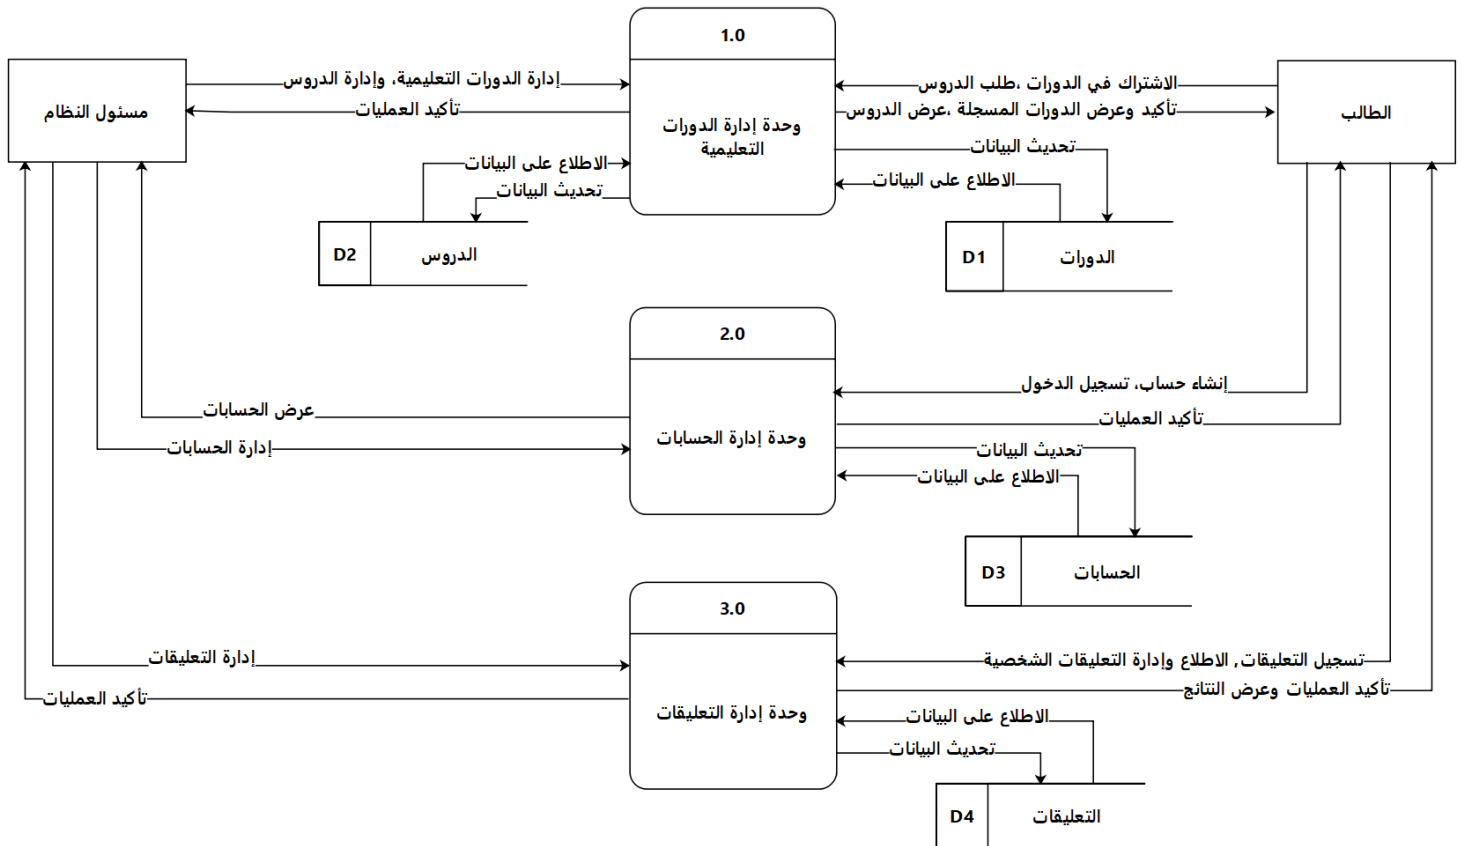 1.0
وحدة إدارة الدورات
التعليمية
مسئول النظام
الطالب
إدارة الدورات التعليمية، وإدارة الدروس
تأكيد العمليات
الاشتراك في الدورات ،طلب الدروس
تأكيد وعرض الدورات المسجلة ،عرض الدروس
الاطلاع على البيانات
تحديث البيانات
تحديث البيانات
الاطلاع على البيانات
D2
الدروس
D1
الدورات
2.0
وحدة إدارة الحسابات
عرض الحسابات
إدارة الحسابات
إنشاء حساب، تسجيل الدخول
تأكيد العمليات
تحديث البيانات
الاطلاع على البيانات
D3
الحسابات
3.0
وحدة إدارة التعليقات
إدارة التعليقات
تأكيد العمليات
تسجيل التعليقات, الاطلاع وإدارة التعليقات الشخصية
تأكيد العمليات وعرض النتائج
الاطلاع على البيانات
تحديث البيانات
D4
التعليقات